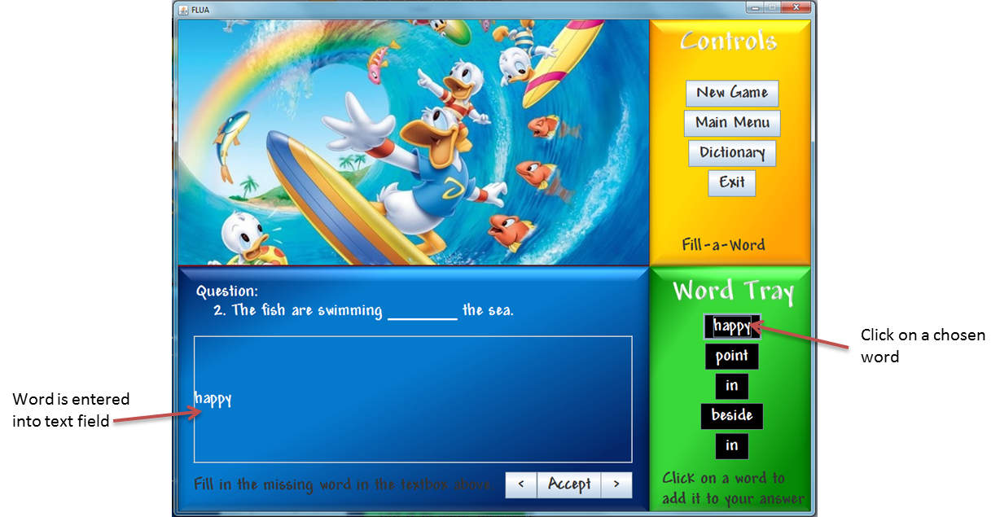 FLUA
Controls
New Game
Main Menu
Dictionary
Exit
Fill-a-Word
Question:
2. The fish are swimming _________ the sea.
happy
Fill in the missing word in the textbox above.
<
Accept
>
Word Tray
happy
point
in
beside
in
Click on a word to
add it to your answer
Click on a chosen
word
Word is entered
into text field